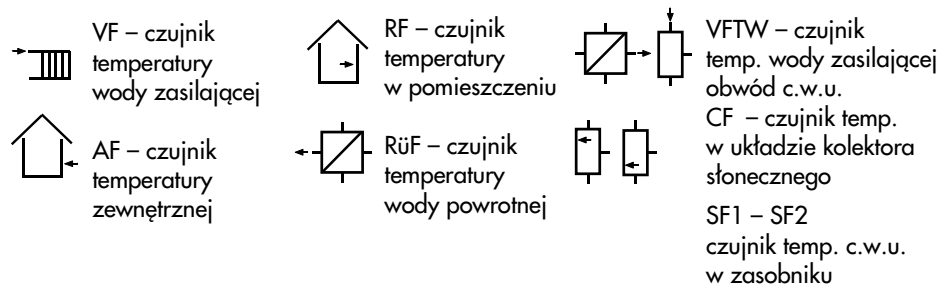 VF – czujnik
temperatury
wody zasilającej
AF – czujnik
temperatury
zewnętrznej
RF – czujnik
temperatury
w pomieszczeniu
RüF – czujnik
temperatury
wody powrotnej
VFTW – czujnik
temp. wody zasilającej
obwód c.w.u.
CF – czujnik temp.
w układzie kolektora
słonecznego
SF1 – SF2
czujnik temp. c.w.u.
w zasobniku